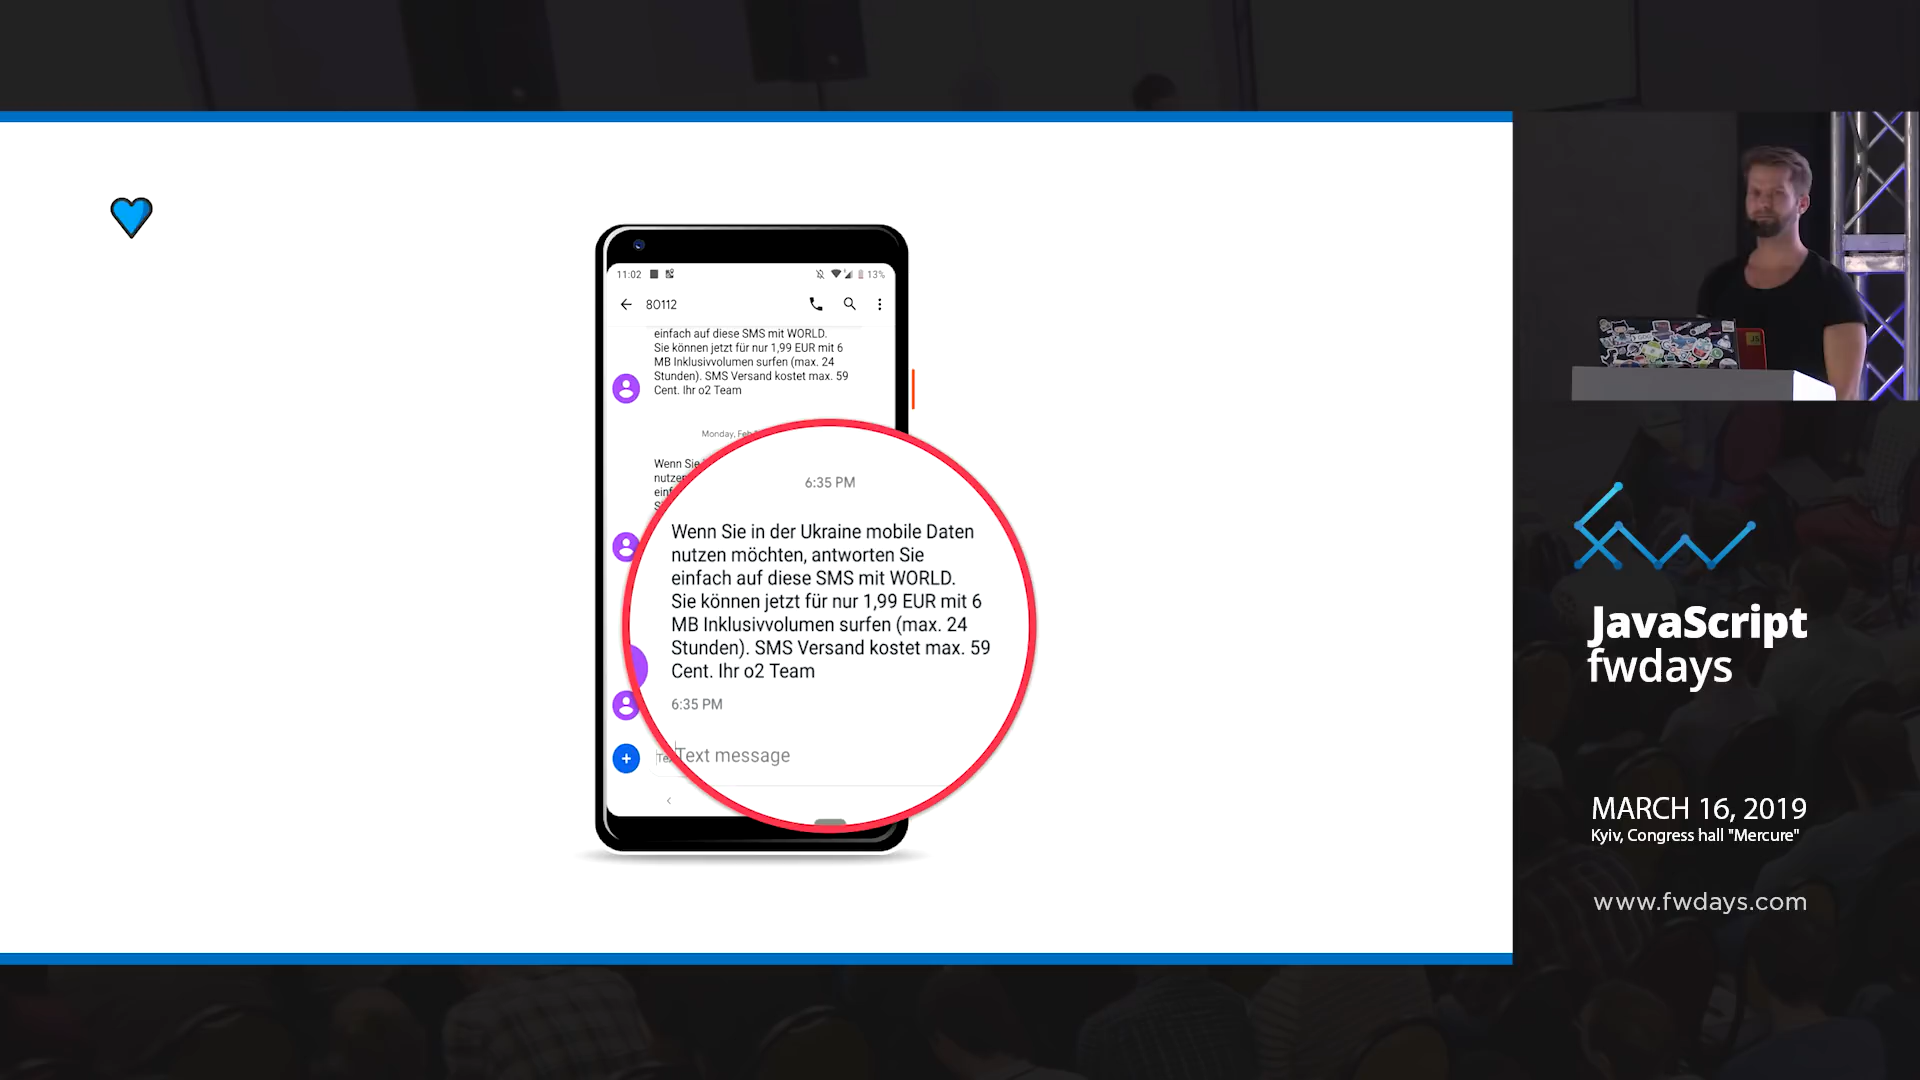 11:02
13%
80112
einfach auf diese SMS mit WORLD.
Sie können jetzt für nur 1,99 EUR mit 6
MB Inklusivvolumen surfen (max. 24
Stunden). SMS Versand kostet max. 59
Cent. Ihr o2 Team
Monday,
Wenn Sie
6:35 PM
Wenn Sie in der Ukraine mobile Daten
nutzen möchten, antworten Sie
einfach auf diese SMS mit WORLD.
Sie können jetzt für nur 1,99 EUR mit 6
MB Inklusivvolumen surfen (max. 24
Stunden). SMS Versand kostet max. 59
Cent. Ihr o2 Team
6:35 PM
Text message
JavaScript
fwdays
MARCH 16, 2019
Kyiv, Congress hall "Mercure"
www.fwdays.com